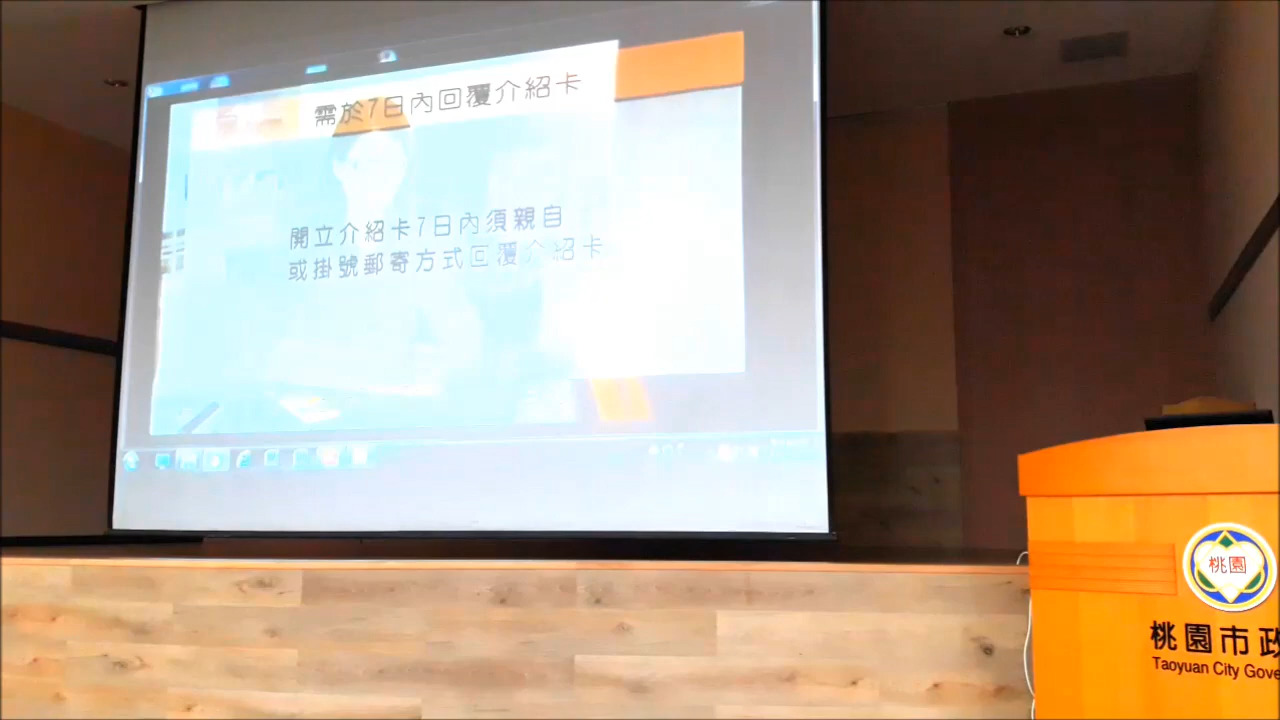 需於7日內回覆介紹卡
開立介紹卡7日內須親自
或掛號郵寄方式回覆介紹卡
桃園
桃園市政
Taoyuan City Gove